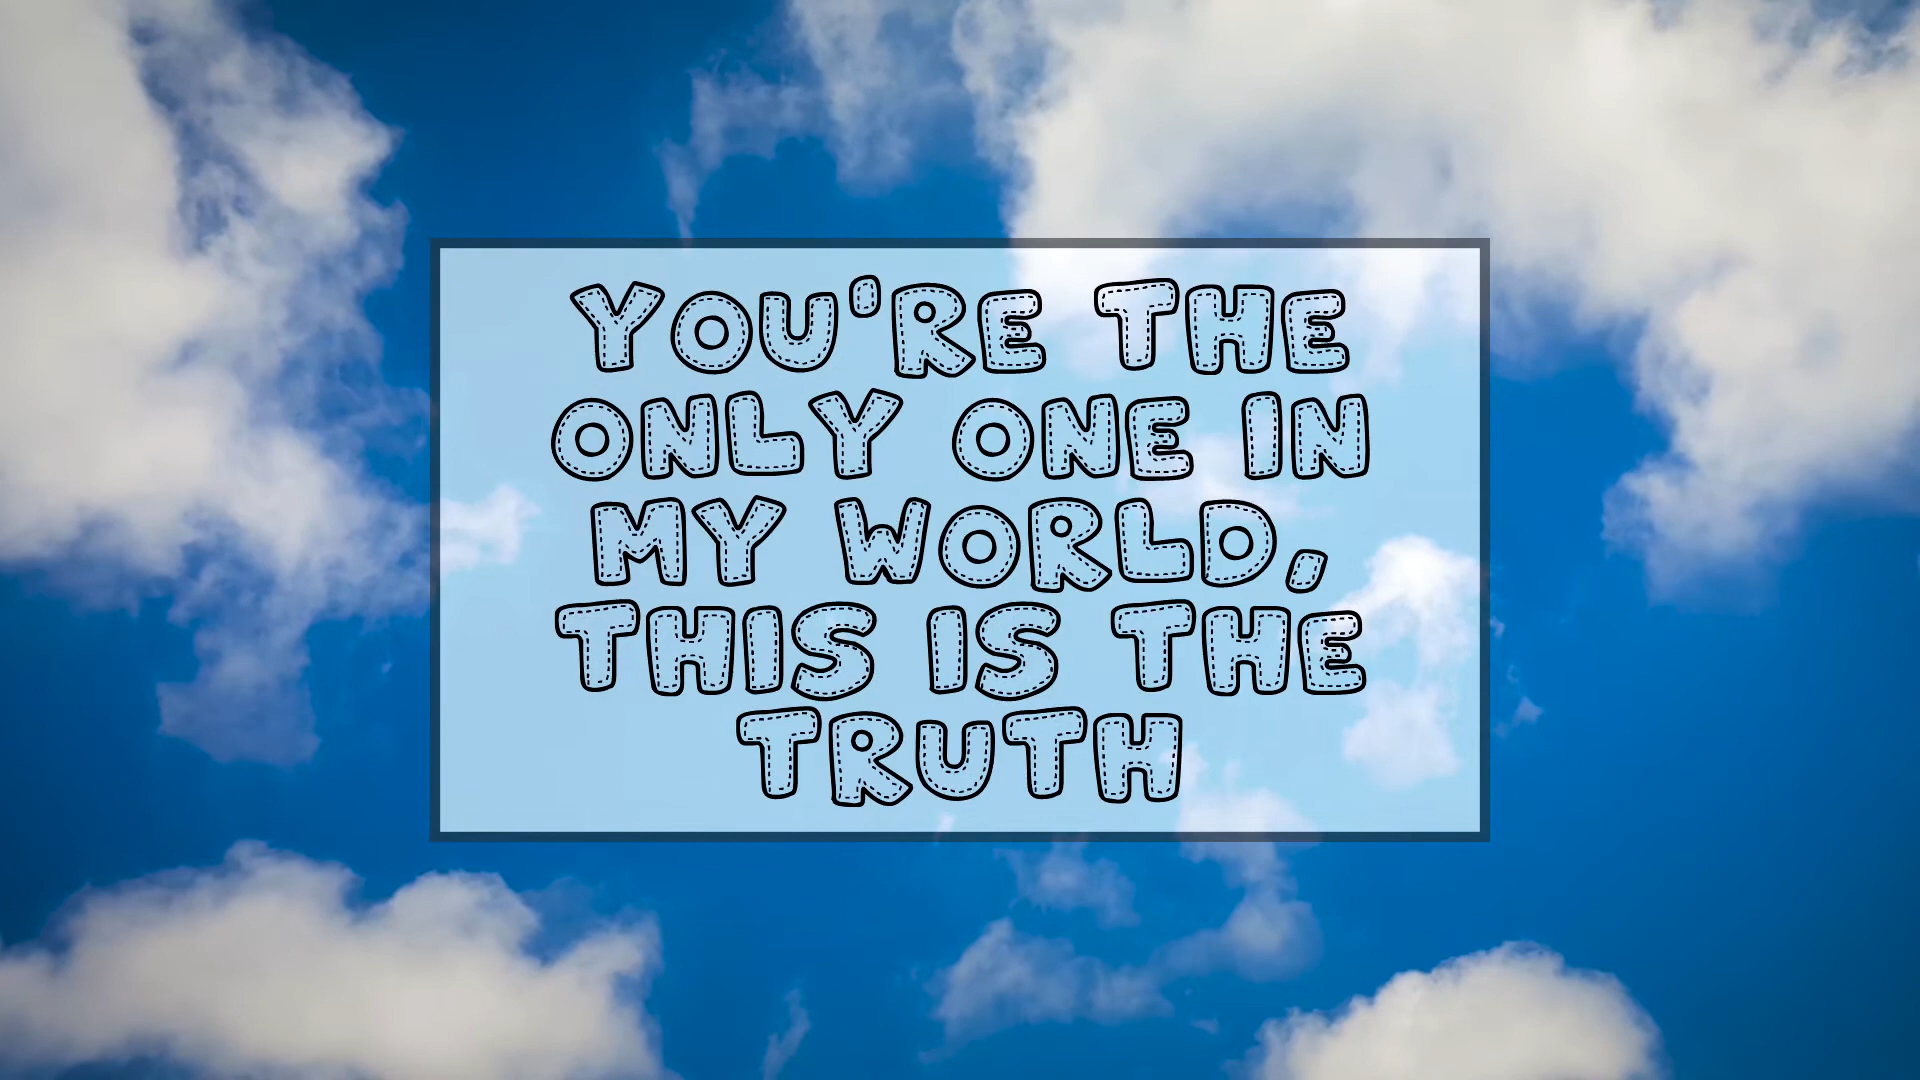 YOU'RE THE
ONLY ONE IN
MY WORLD,
THIS IS THE
TRUTH